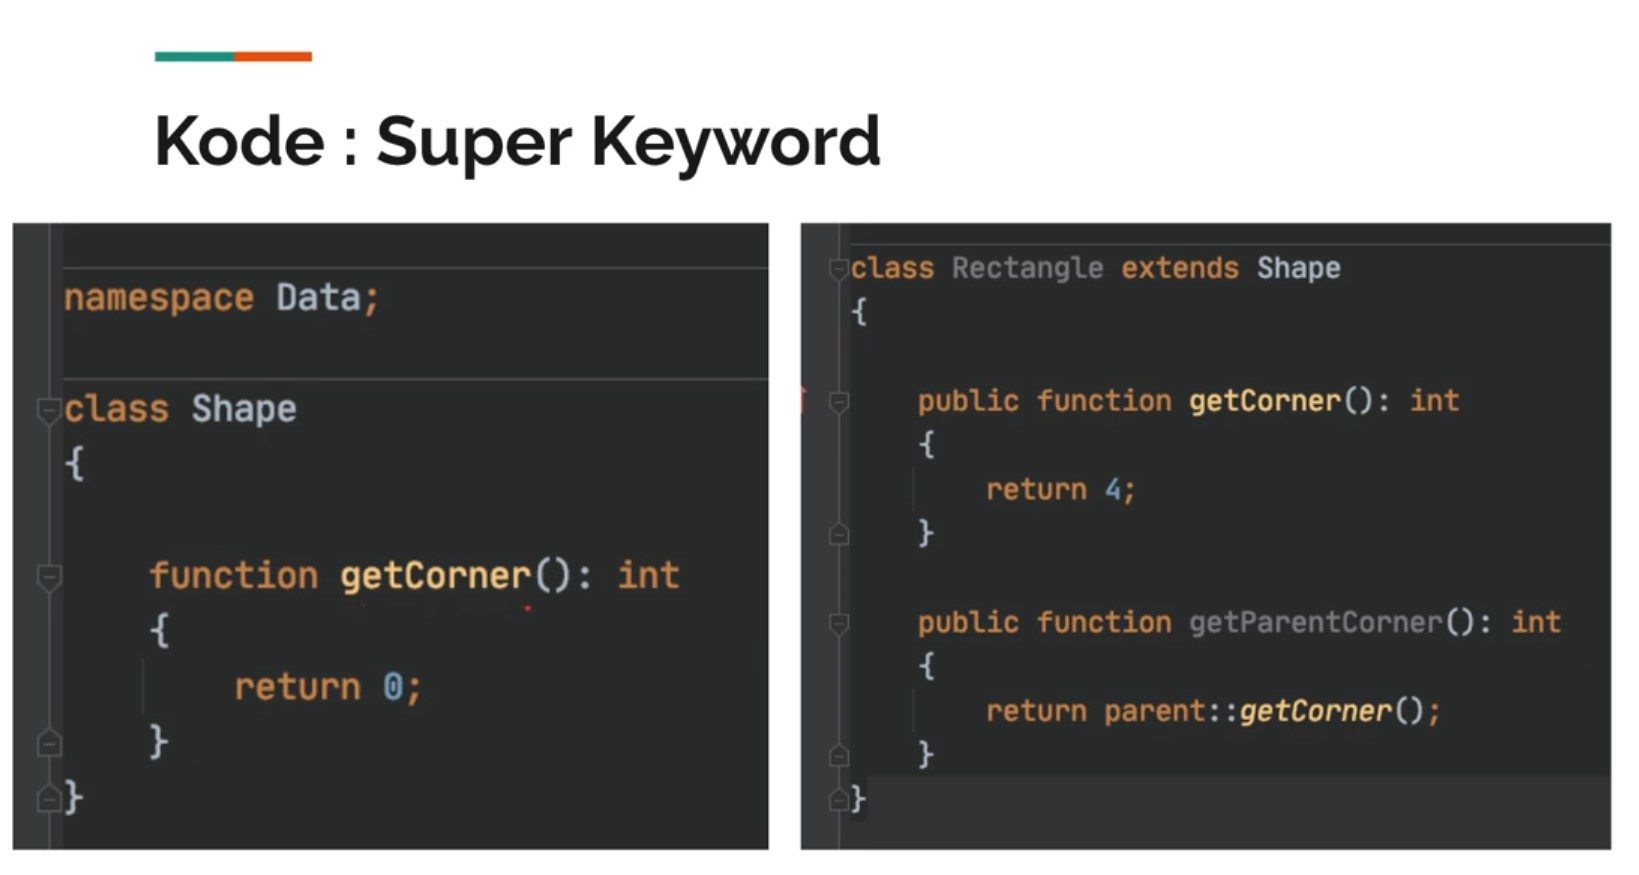 Kode : Super Keyword
namespace Data;
class Shape
{
function getCorner(): int
{
return 0;
}
}
class Rectangle extends Shape
{
public function getCorner(): int
{
return 4;
}
public function getParentCorner(): int
{
return parent::getCorner();
}
}